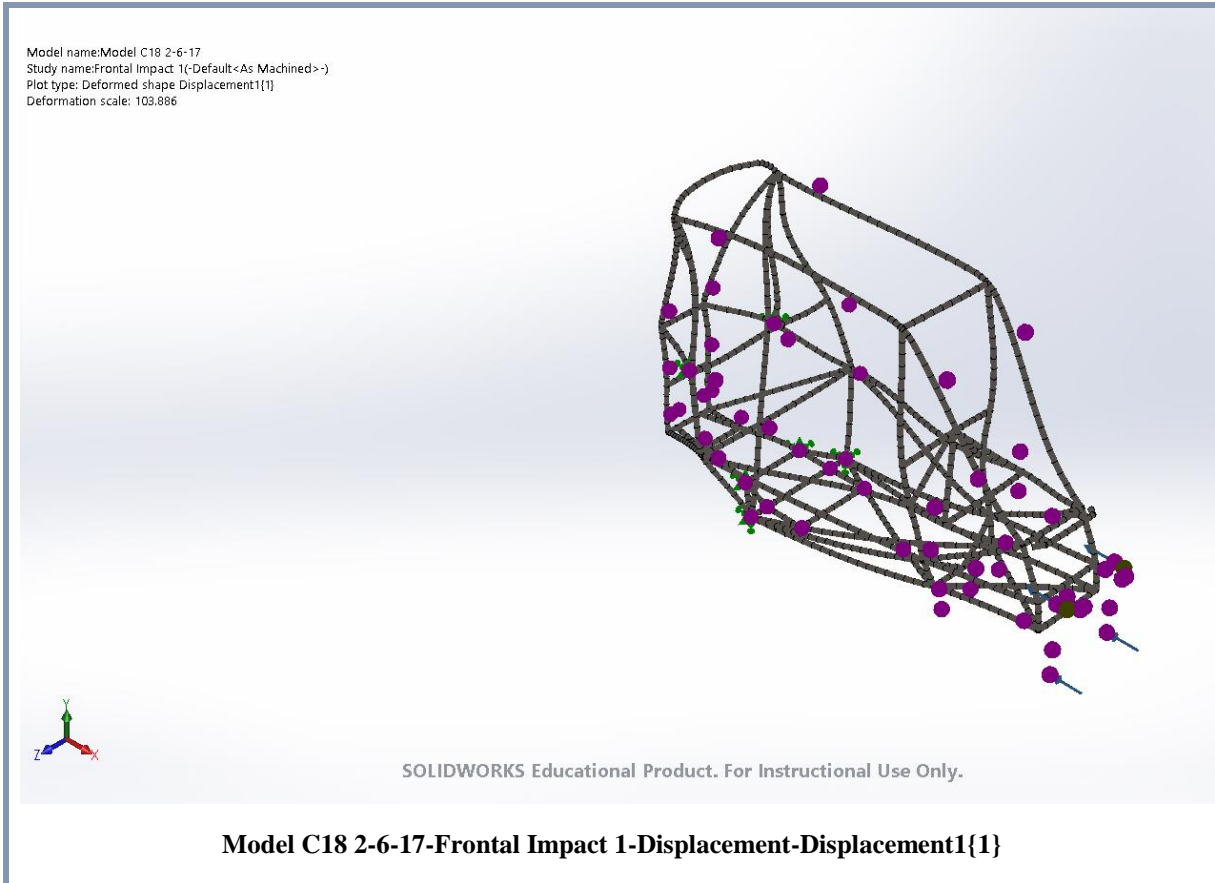 Model name:Model C18 2-6-17
Study name:Frontal Impact 1(-Default<As Machined>-)
Plot type: Deformed shape Displacement1{1}
Deformation scale: 103.886
Y
Z
X
SOLIDWORKS Educational Product. For Instructional Use Only.
Model C18 2-6-17-Frontal Impact 1-Displacement-Displacement1{1}